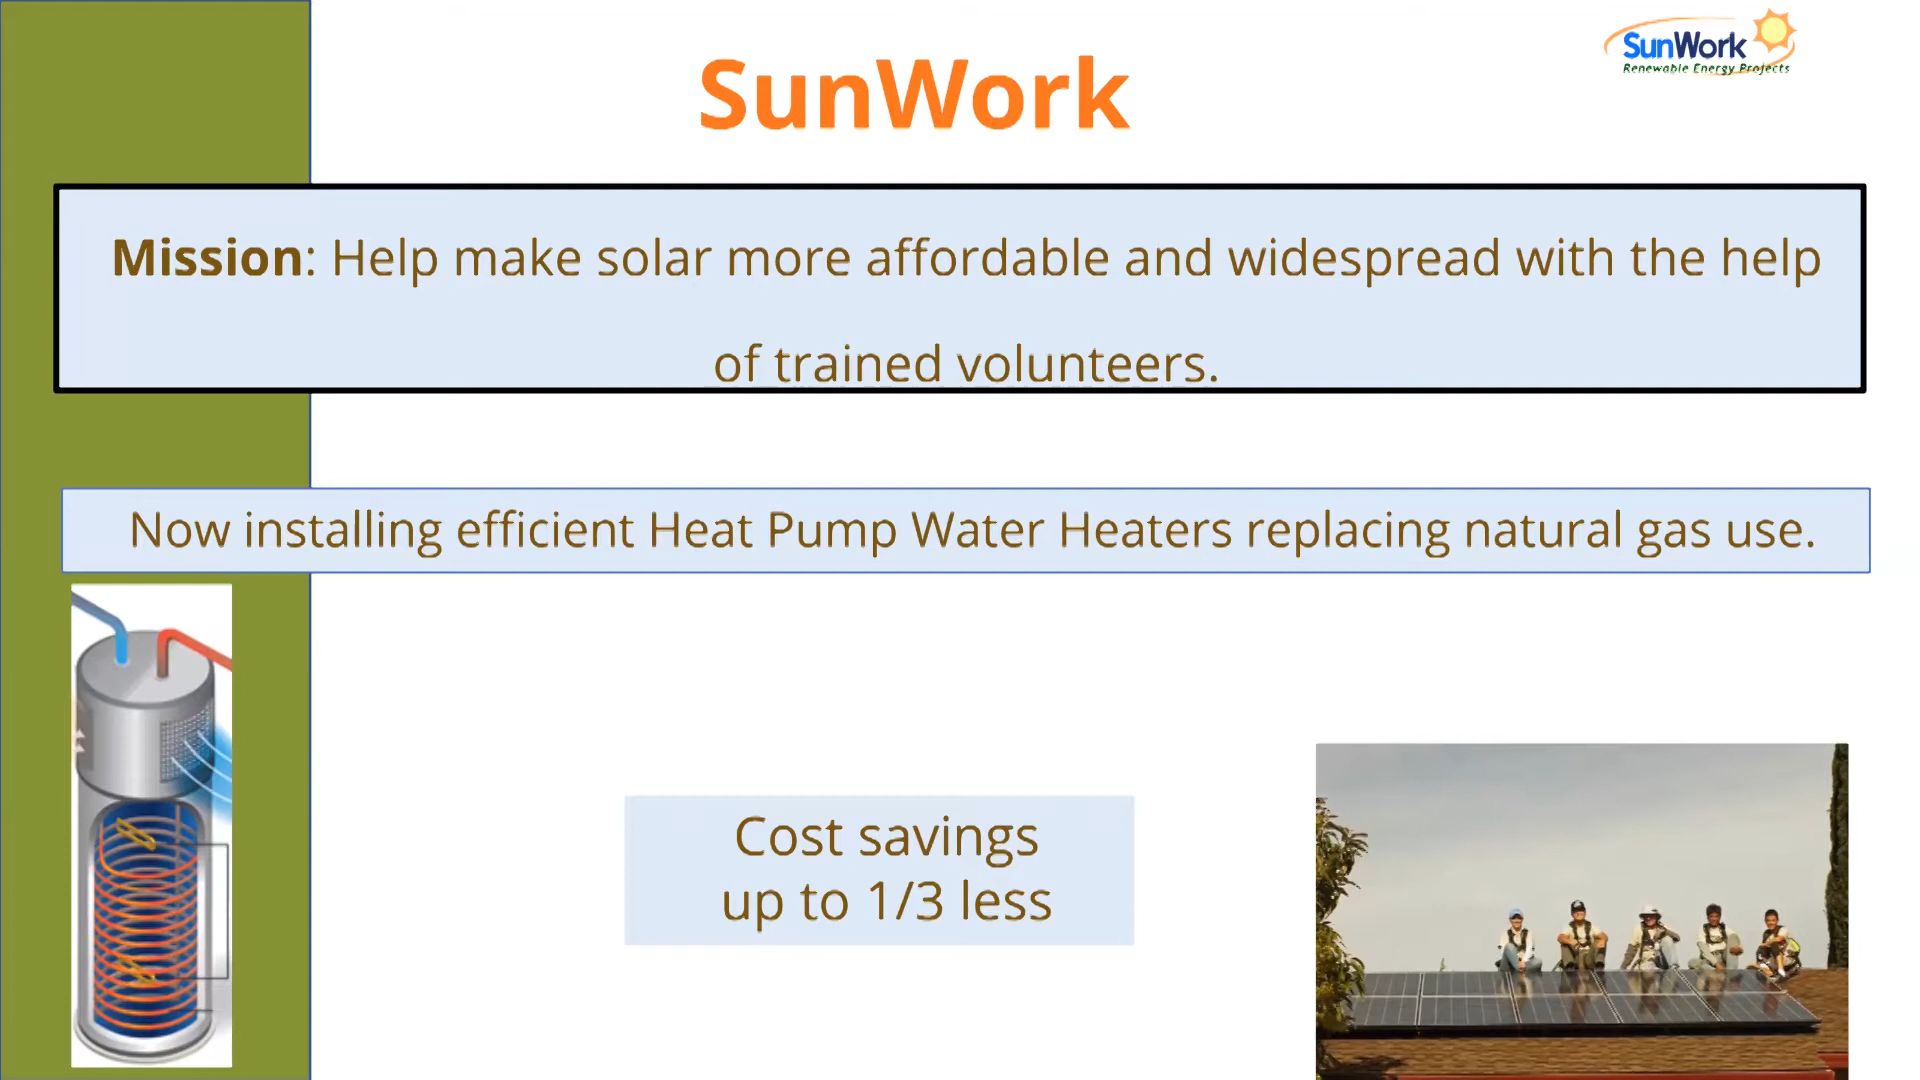 SunWork
Renewable Energy Projects
SunWork
Mission: Help make solar more affordable and widespread with the help
of trained volunteers.
Now installing efficient Heat Pump Water Heaters replacing natural gas use.
Cost savings
up to 1/3 less